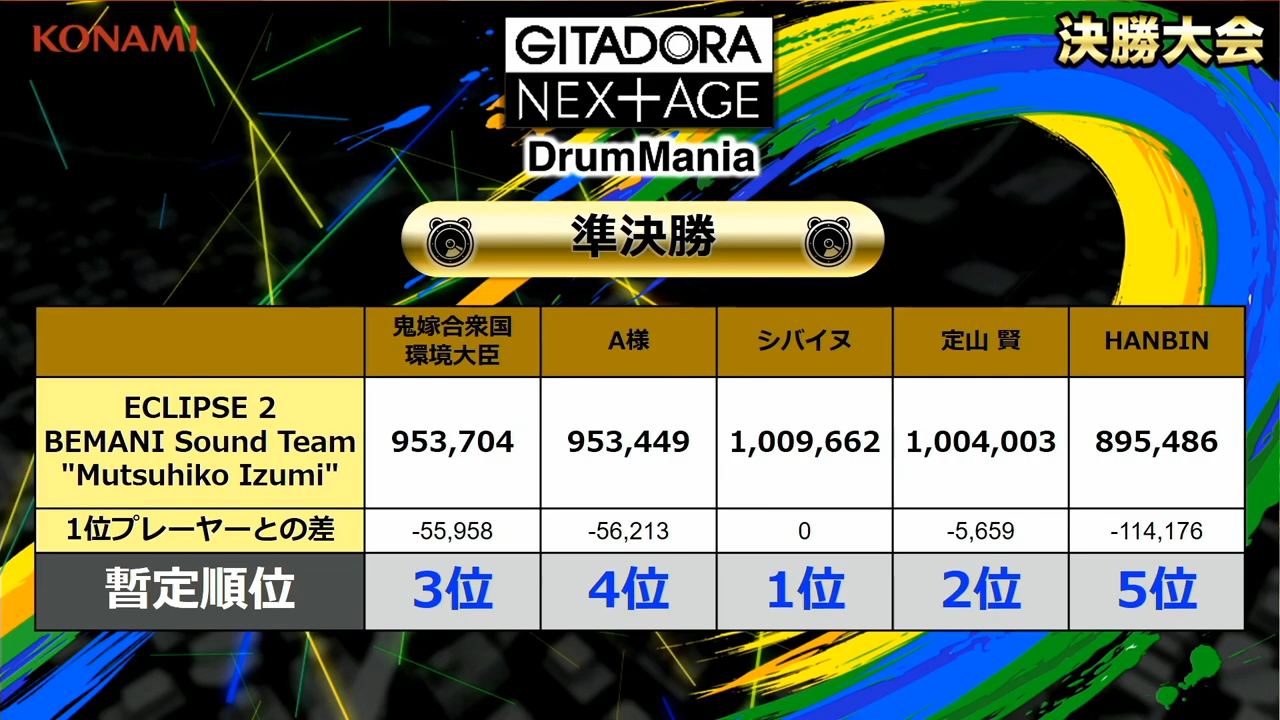 KONAMI
GITADORA
NEX+AGE
DrumMania
決勝大会
準決勝
鬼嫁合衆国
環境大臣
A様
シバイヌ
定山 賢
HANBIN
ECLIPSE 2
BEMANI Sound Team
"Mutsuhiko Izumi"
953,704
953,449
1,009,662
1,004,003
895,486
1位プレーヤーとの差
-55,958
-56,213
0
-5,659
-114,176
暫定順位
3位
4位
1位
2位
5位